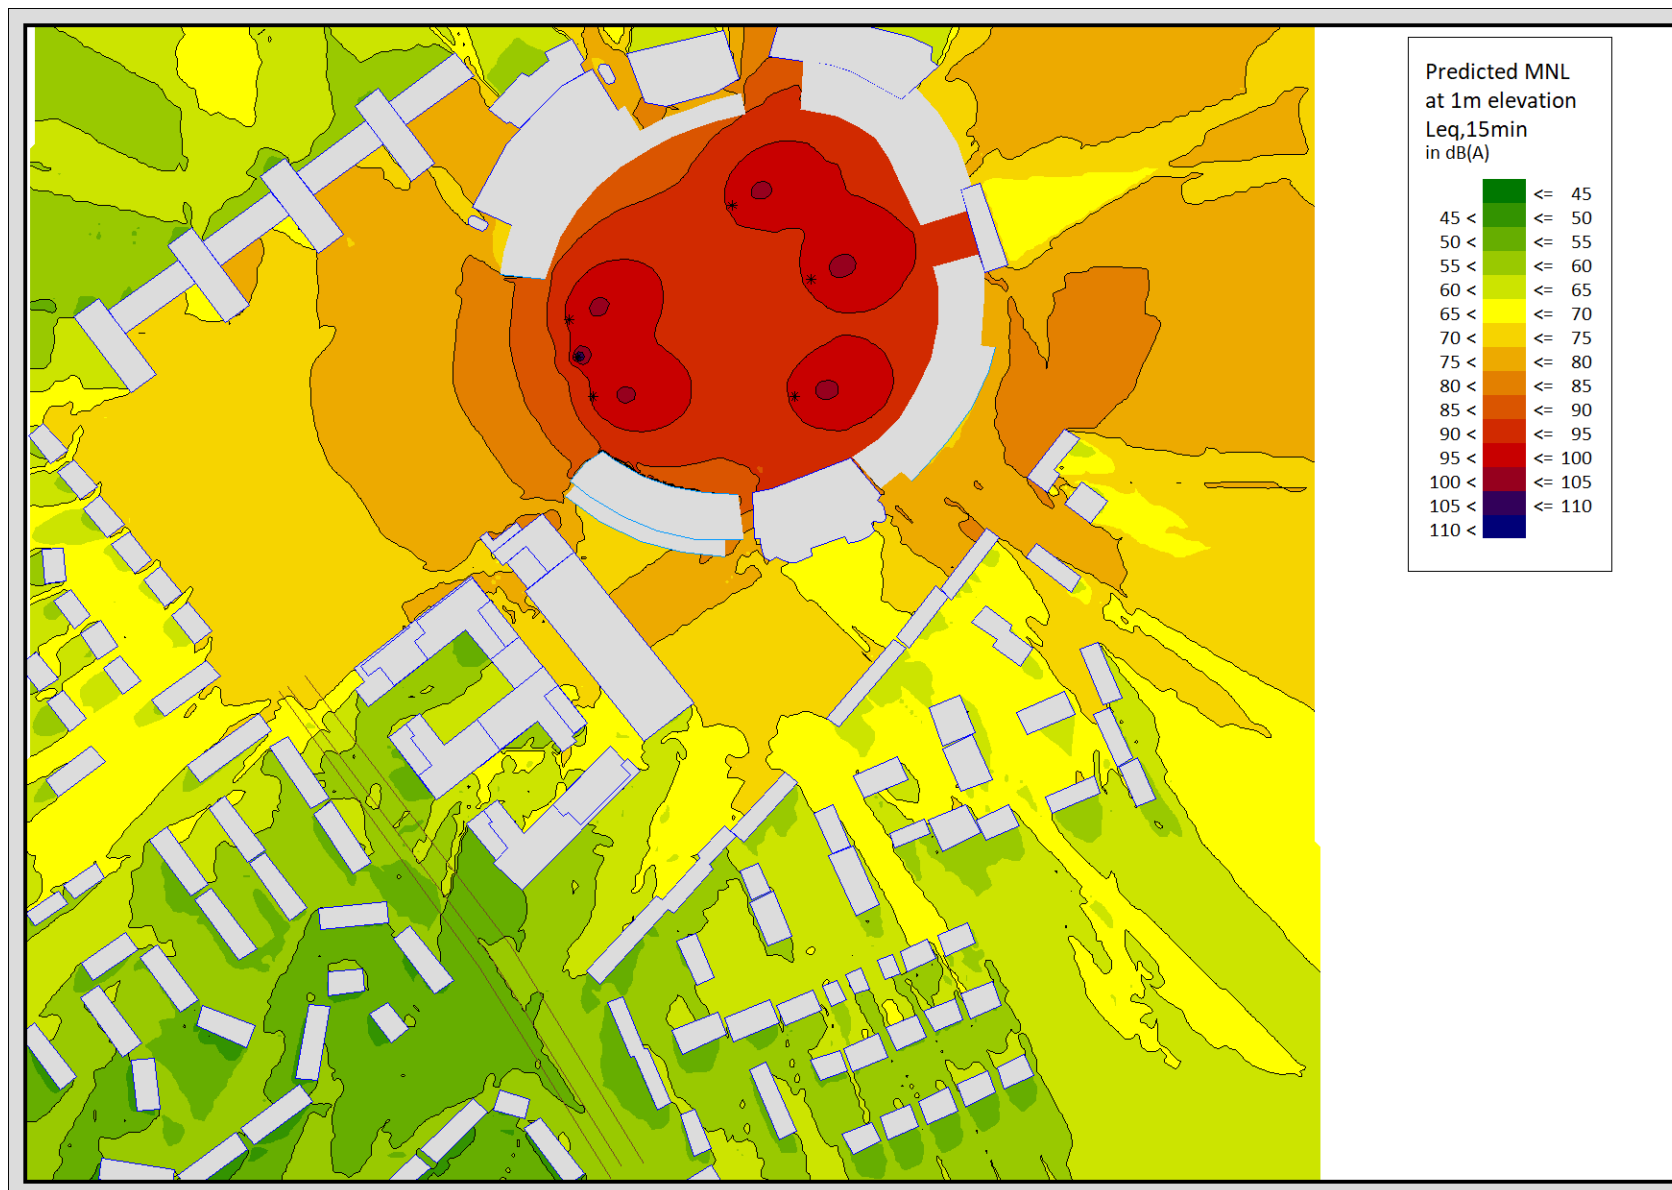 Predicted MNL
at 1m elevation
Leq,15min
in dB(A)
<= 45
45 < <= 50
50 < <= 55
55 < <= 60
60 < <= 65
65 < <= 70
70 < <= 75
75 < <= 80
80 < <= 85
85 < <= 90
90 < <= 95
95 < <= 100
100 < <= 105
105 < <= 110
110 <